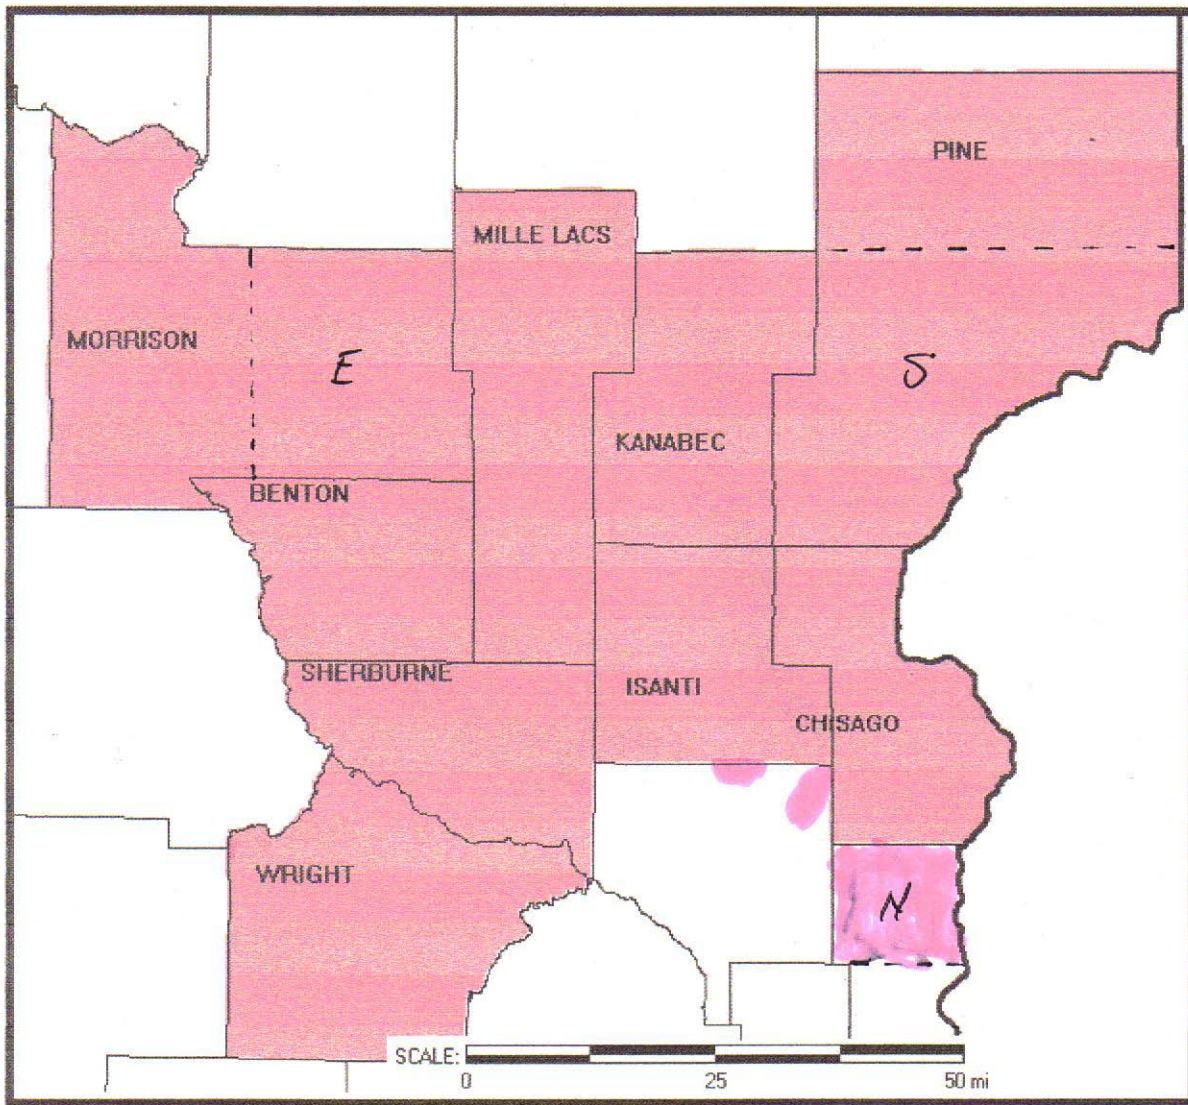 PINE
MILLE LACS
MORRISON
E
S
KANABEC
BENTON
SHERBURNE
ISANTI
CHISAGO
WRIGHT
N
SCALE:
0 25 50 mi